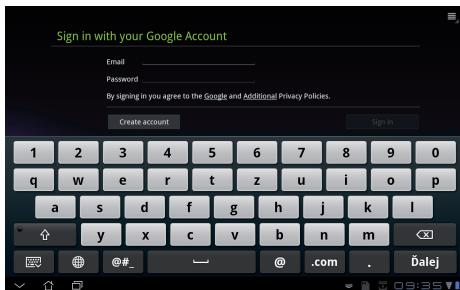 Sign in with your Google Account
Email
Password
By signing in you agree to the Google and Additional Privacy Policies.
Create account
Sign in
1 2 3 4 5 6 7 8 9 0
q w e r t z u i o p
a s d f g h j k l
y x c v b n m
@#_ @ .com . Ďalej
09:35